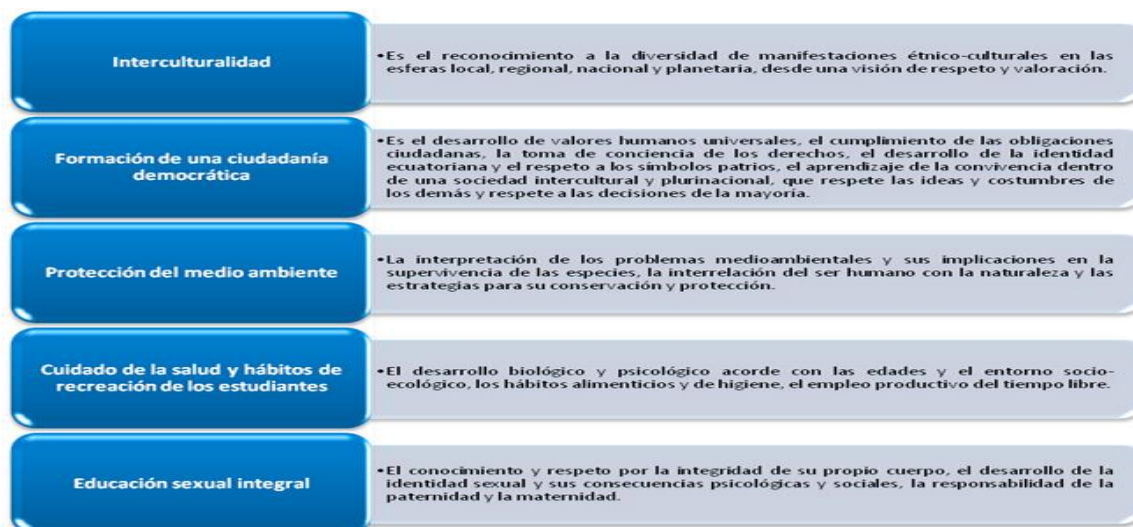 Interculturalidad
•Es el reconocimiento a la diversidad de manifestaciones étnico-culturales en las
esferas local, regional, nacional y planetaria, desde una visión de respeto y valoración.
Formación de una ciudadanía
democrática
•Es el desarrollo de valores humanos universales, el cumplimiento de las obligaciones
ciudadanas, la toma de conciencia de los derechos, el desarrollo de la identidad
ecuatoriana y el respeto a los símbolos patrios, el aprendizaje de la convivencia dentro
de una sociedad intercultural y plurinacional, que respete las ideas y costumbres de
los demás y respete a las decisiones de la mayoría.
Protección del medio ambiente
•La interpretación de los problemas medioambientales y sus implicaciones en la
supervivencia de las especies, la interrelación del ser humano con la naturaleza y las
estrategias para su conservación y protección.
Cuidado de la salud y hábitos de
recreación de los estudiantes
•El desarrollo biológico y psicológico acorde con las edades y el entorno socio-
ecológico, los hábitos alimenticios y de higiene, el empleo productivo del tiempo libre.
Educación sexual integral
•El conocimiento y respeto por la integridad de su propio cuerpo, el desarrollo de la
identidad sexual y sus consecuencias psicológicas y sociales, la responsabilidad de la
paternidad y la maternidad.